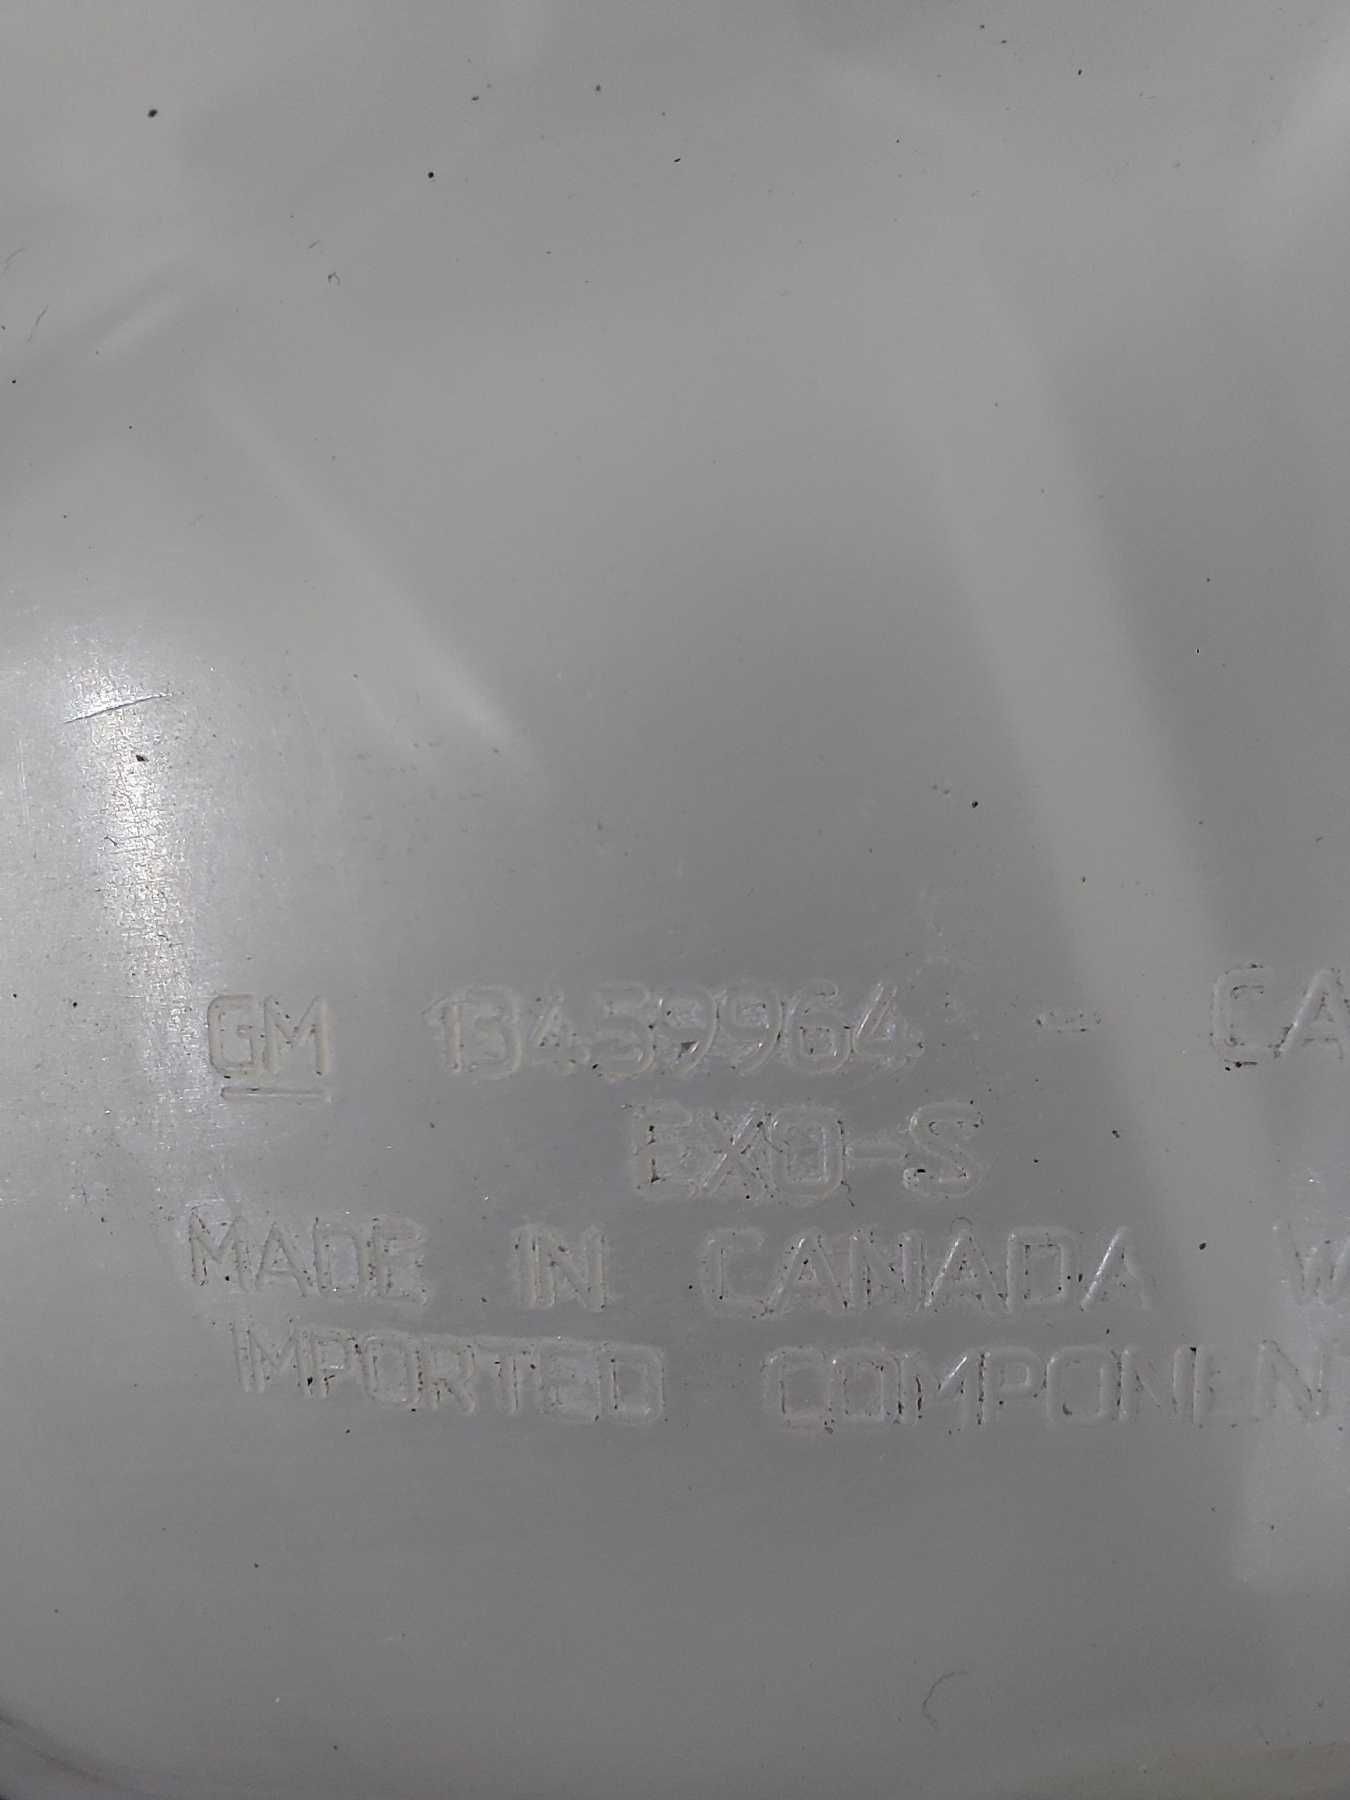 GM 13459964 - CA
EXO-S
MADE IN CANADA W
IMPORTED COMPONEN